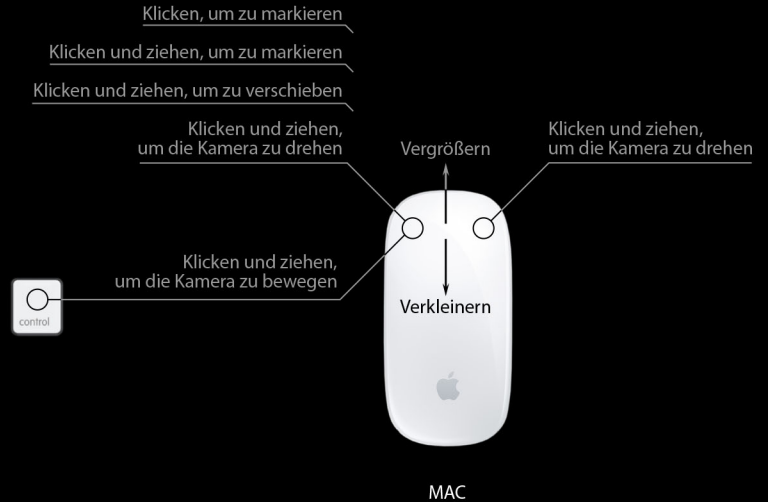 Klicken, um zu markieren
Klicken und ziehen, um zu markieren
Klicken und ziehen, um zu verschieben
Klicken und ziehen,
um die Kamera zu drehen
Vergrößern
Klicken und ziehen,
um die Kamera zu drehen
Klicken und ziehen,
um die Kamera zu bewegen
control
Verkleinern
MAC